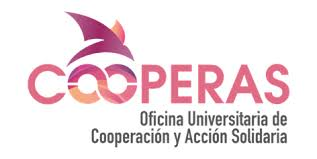 COOPERAS
Oficina Universitaria de
Cooperación y Acción Solidaria